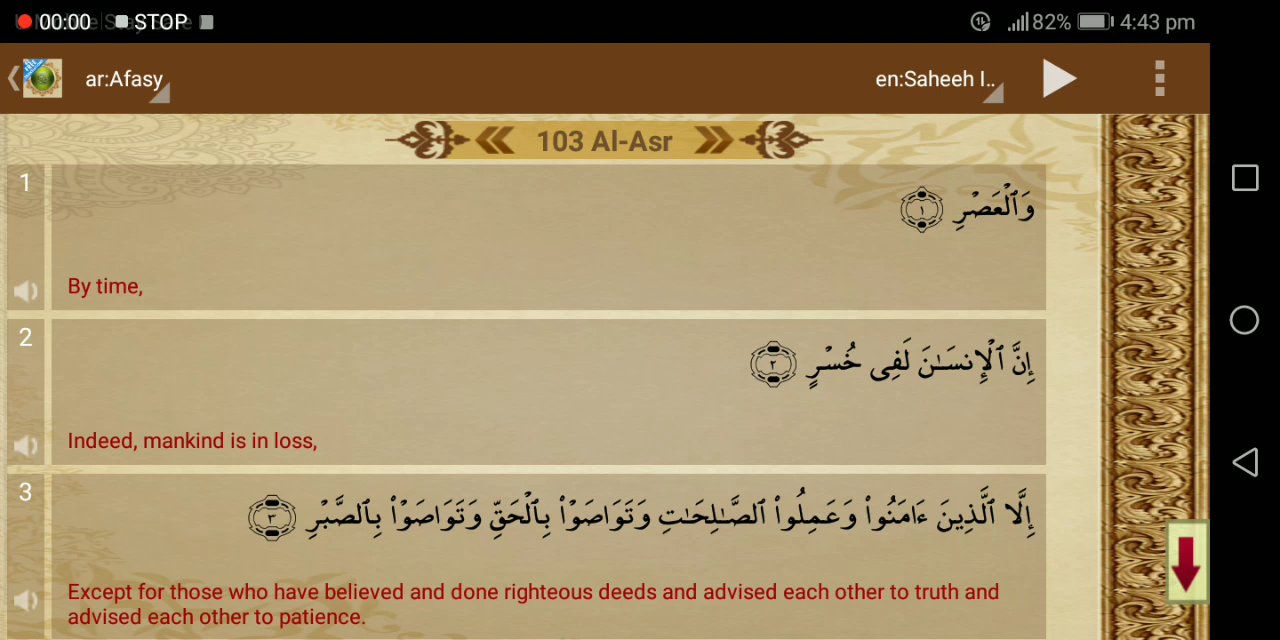 00:00 STOP 82% 4:43 pm
ar:Afasy en:Saheeh I..
103 Al-Asr
1
وَٱلْعَصْرِ ١
By time,
2
إِنَّ ٱلْإِنسَـٰنَ لَفِى خُسْرٍ ٢
Indeed, mankind is in loss,
3
إِلَّا ٱلَّذِينَ ءَامَنُوا۟ وَعَمِلُوا۟ ٱلصَّـٰلِحَـٰتِ وَتَوَاصَوْا۟ بِٱلْحَقِّ وَتَوَاصَوْا۟ بِٱلصَّبْرِ ٣
Except for those who have believed and done righteous deeds and advised each other to truth and
advised each other to patience.